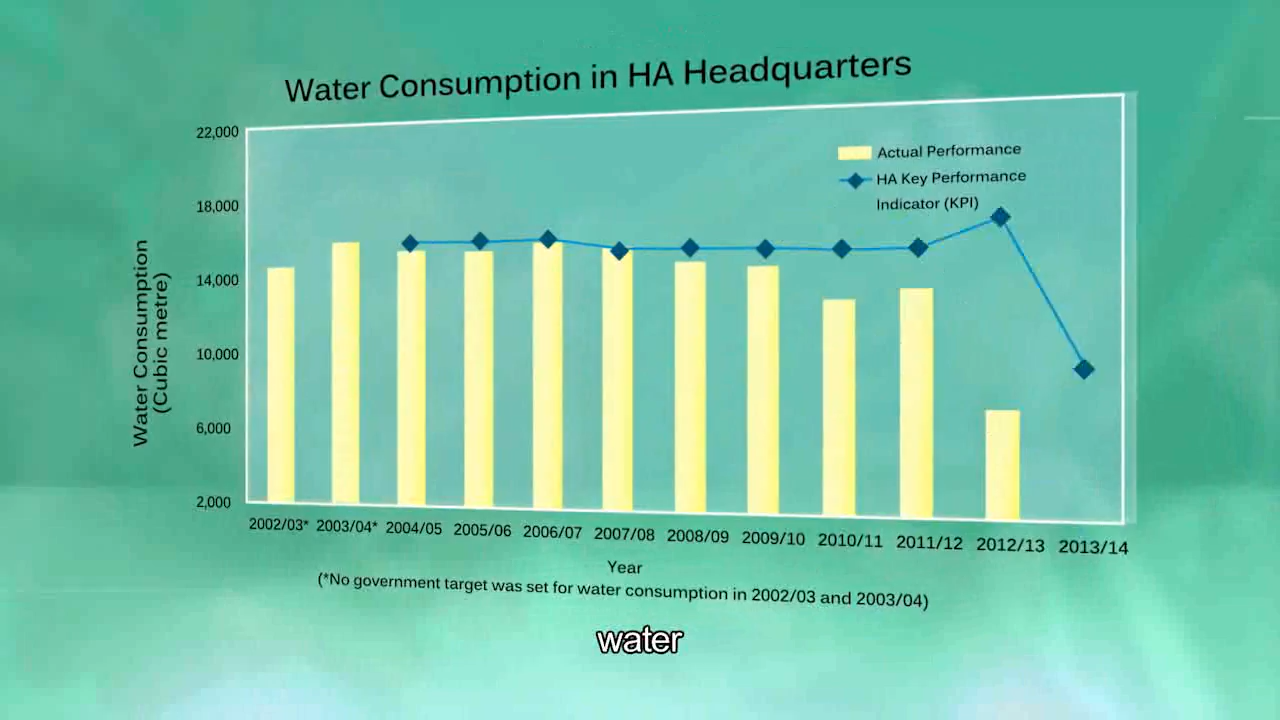 Water Consumption in HA Headquarters
22,000
18,000
14,000
10,000
6,000
2,000
Water Consumption
(Cubic metre)
Actual Performance
HA Key Performance
Indicator (KPI)
2002/03* 2003/04* 2004/05 2005/06 2006/07 2007/08 2008/09 2009/10 2010/11 2011/12 2012/13 2013/14
Year
(*No government target was set for water consumption in 2002/03 and 2003/04)
water